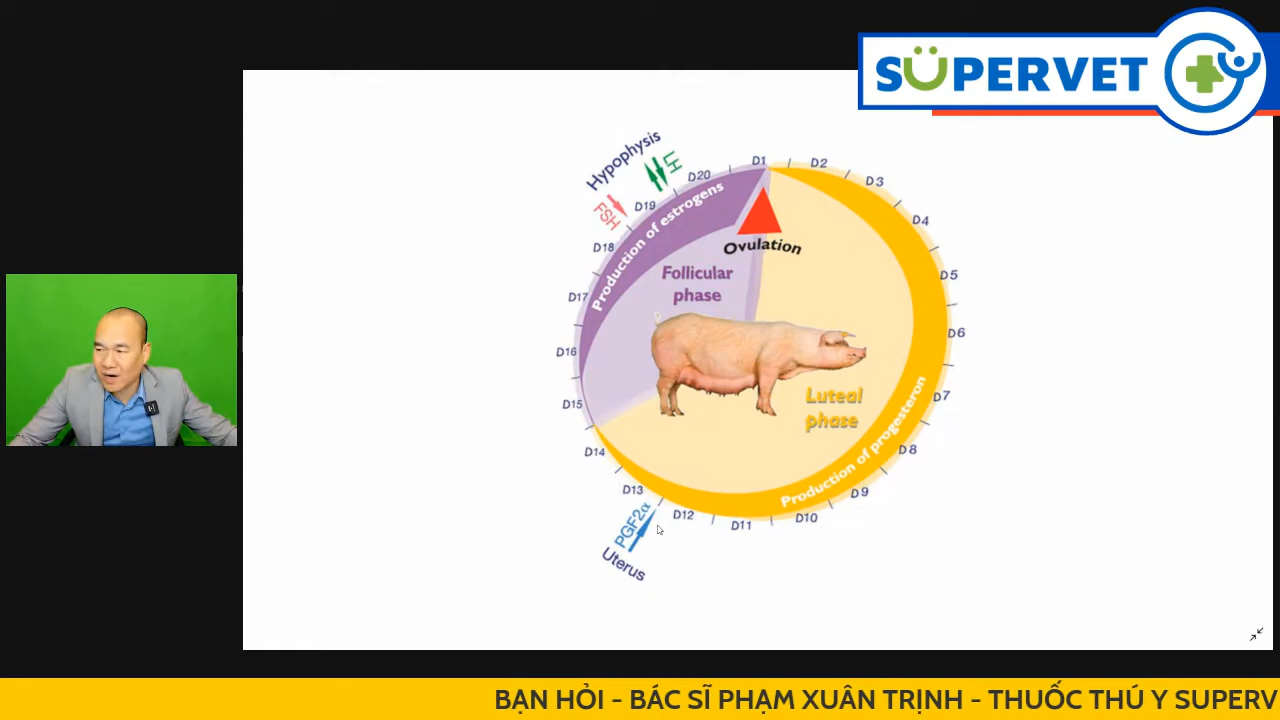 SÜPERVET
Hypophysis
LH
FSH
D1
D2
D3
D4
D5
D6
D7
D8
D9
D10
D11
D12
D13
D14
D15
D16
D17
D18
D19
D20
Production of estrogens
Ovulation
Follicular
phase
Luteal
phase
Production of progesteron
PGF2α
Uterus
BẠN HỎI - BÁC SĨ PHẠM XUÂN TRỊNH - THUỐC THÚ Y SUPERV